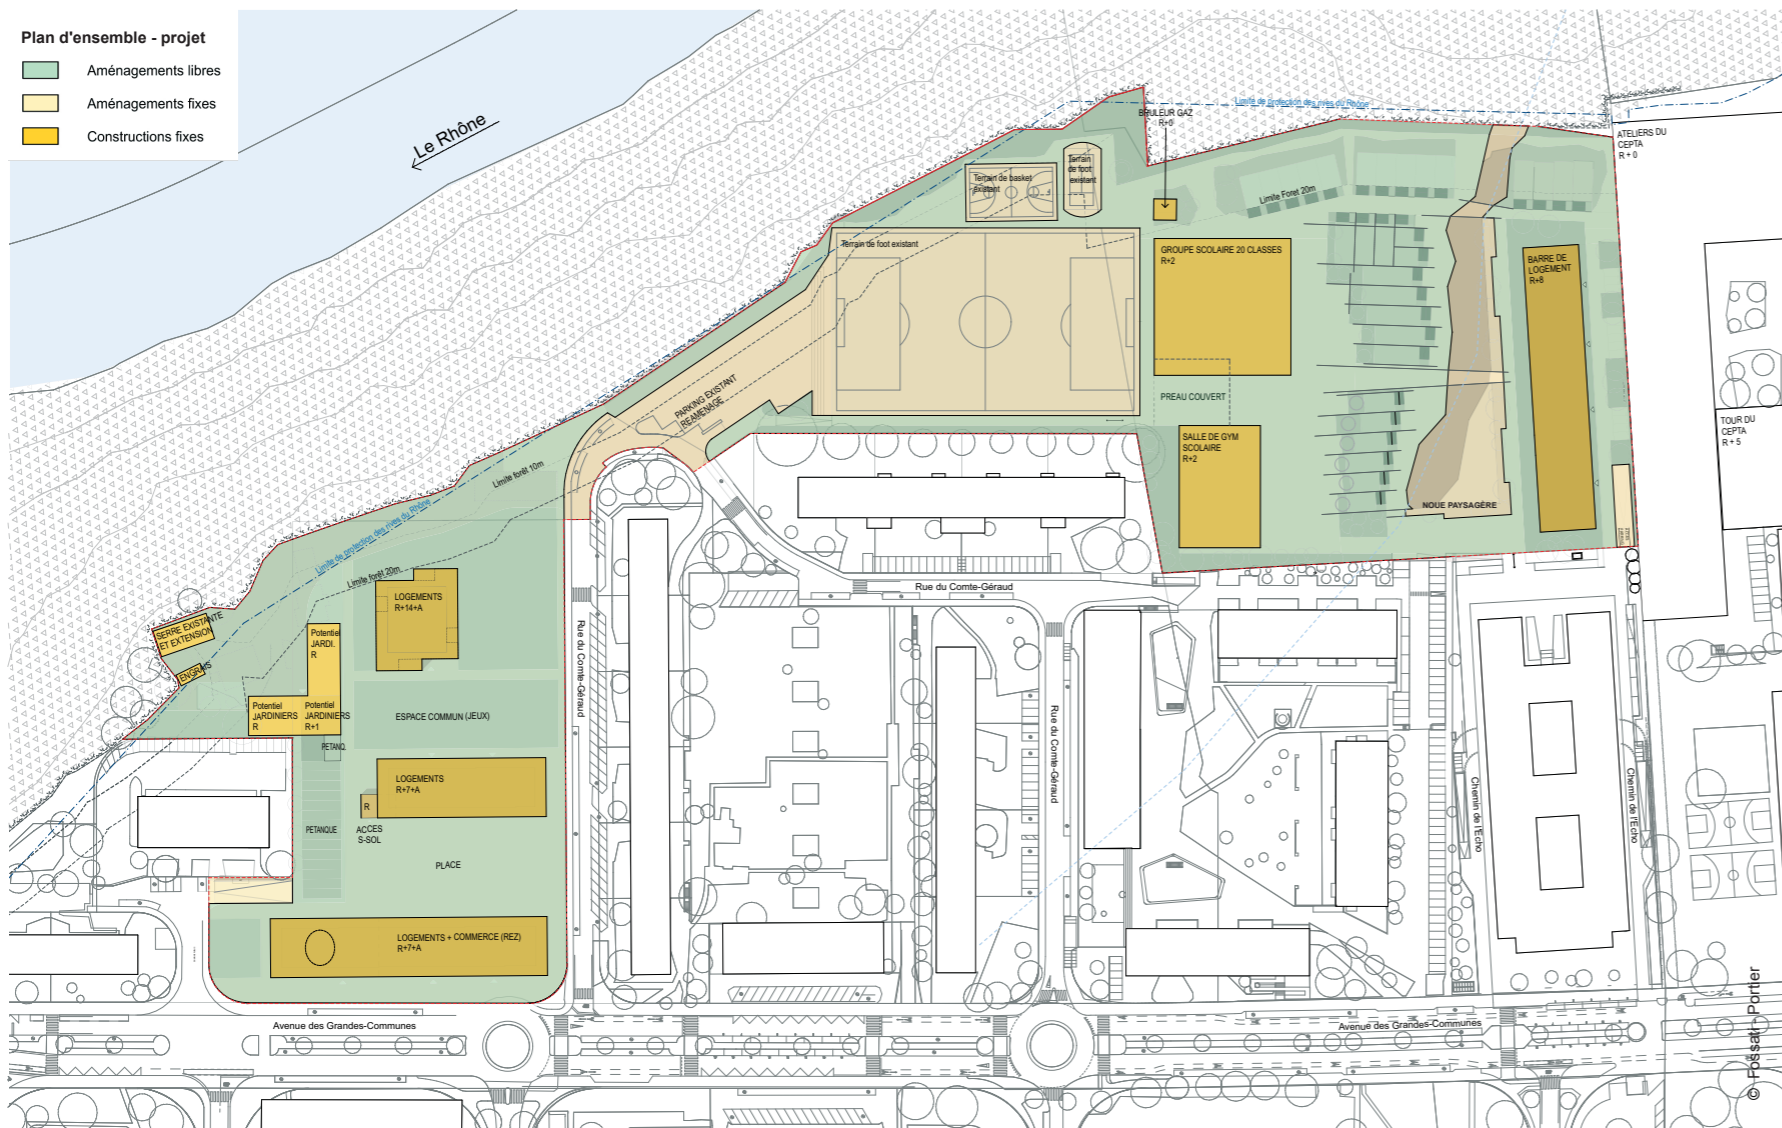 Plan d'ensemble - projet
Aménagements libres
Aménagements fixes
Constructions fixes
Le Rhône
Limite de protection des rives du Rhône
BRULEUR GAZ
R+0
ATELIERS DU
CEPTA
R + 0
Terrain de basket
existant
Terrain
de foot
existant
Limite Foret 20m
Terrain de foot existant
GROUPE SCOLAIRE 20 CLASSES
R+2
BARRE DE
LOGEMENT
R+8
PARKING EXISTANT
REAMENAGE
PREAU COUVERT
SALLE DE GYM
SCOLAIRE
R+2
TOUR DU
CEPTA
R + 5
NOUE PAYSAGÈRE
Limite forêt 10m
Limite de protection des rives du Rhône
Limite forêt 20m
LOGEMENTS
R+14+A
SERRE EXISTANTE
ET EXTENSION
ENGRAIS
Potentiel
JARDI.
R
Potentiel
JARDINIERS
R
Potentiel
JARDINIERS
R+1
PETANQ.
ESPACE COMMUN (JEUX)
LOGEMENTS
R+7+A
R
ACCES
S-SOL
PETANQUE
PLACE
LOGEMENTS + COMMERCE (REZ)
R+7+A
Rue du Comte-Géraud
Rue du Comte-Géraud
Rue du Comte-Géraud
Chemin de l'Echo
Chemin de l'Echo
Avenue des Grandes-Communes
Avenue des Grandes-Communes
© Fossati - Portier